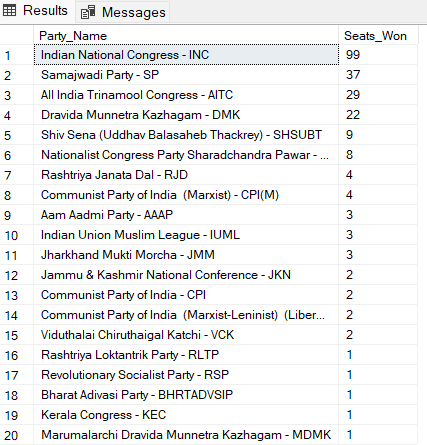 Results Messages
Party_Name Seats_Won
1 Indian National Congress - INC 99
2 Samajwadi Party - SP 37
3 All India Trinamool Congress - AITC 29
4 Dravida Munnetra Kazhagam - DMK 22
5 Shiv Sena (Uddhav Balasaheb Thackrey) - SHSUBT 9
6 Nationalist Congress Party Sharadchandra Pawar - ... 8
7 Rashtriya Janata Dal - RJD 4
8 Communist Party of India (Marxist) - CPI(M) 4
9 Aam Aadmi Party - AAAP 3
10 Indian Union Muslim League - IUML 3
11 Jharkhand Mukti Morcha - JMM 3
12 Jammu & Kashmir National Conference - JKN 2
13 Communist Party of India - CPI 2
14 Communist Party of India (Marxist-Leninist) (Liber... 2
15 Viduthalai Chiruthaigal Katchi - VCK 2
16 Rashtriya Loktantrik Party - RLTP 1
17 Revolutionary Socialist Party - RSP 1
18 Bharat Adivasi Party - BHRTADVSIP 1
19 Kerala Congress - KEC 1
20 Marumalarchi Dravida Munnetra Kazhagam - MDMK 1